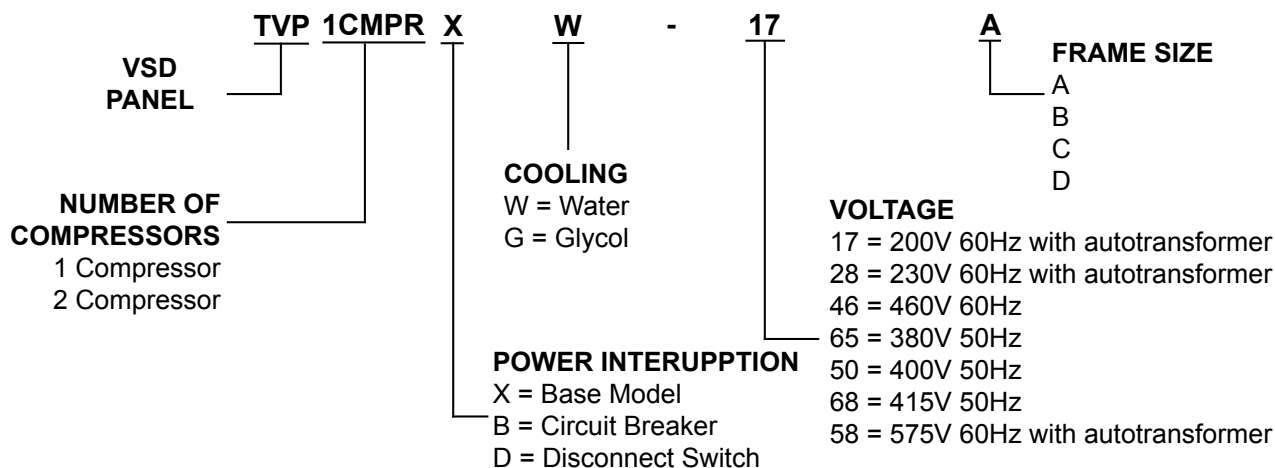 TVP 1CMPR X W - 17 A
VSD
PANEL
NUMBER OF
COMPRESSORS
1 Compressor
2 Compressor
POWER INTERUPPTION
X = Base Model
B = Circuit Breaker
D = Disconnect Switch
COOLING
W = Water
G = Glycol
VOLTAGE
17 = 200V 60Hz with autotransformer
28 = 230V 60Hz with autotransformer
46 = 460V 60Hz
65 = 380V 50Hz
50 = 400V 50Hz
68 = 415V 50Hz
58 = 575V 60Hz with autotransformer
FRAME SIZE
A
B
C
D